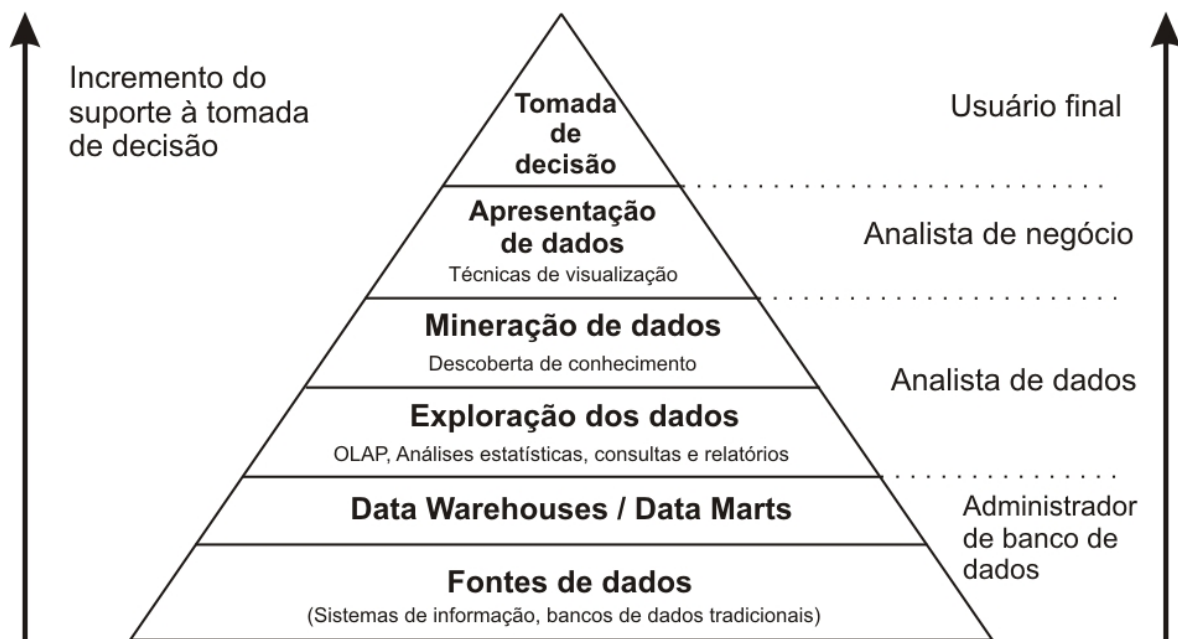 Incremento do
suporte à tomada
de decisão
Tomada
de
decisão
Usuário final
Apresentação
de dados
Técnicas de visualização
Analista de negócio
Mineração de dados
Descoberta de conhecimento
Analista de dados
Exploração dos dados
OLAP, Análises estatísticas, consultas e relatórios
Data Warehouses / Data Marts
Administrador
de banco de
dados
Fontes de dados
(Sistemas de informação, bancos de dados tradicionais)